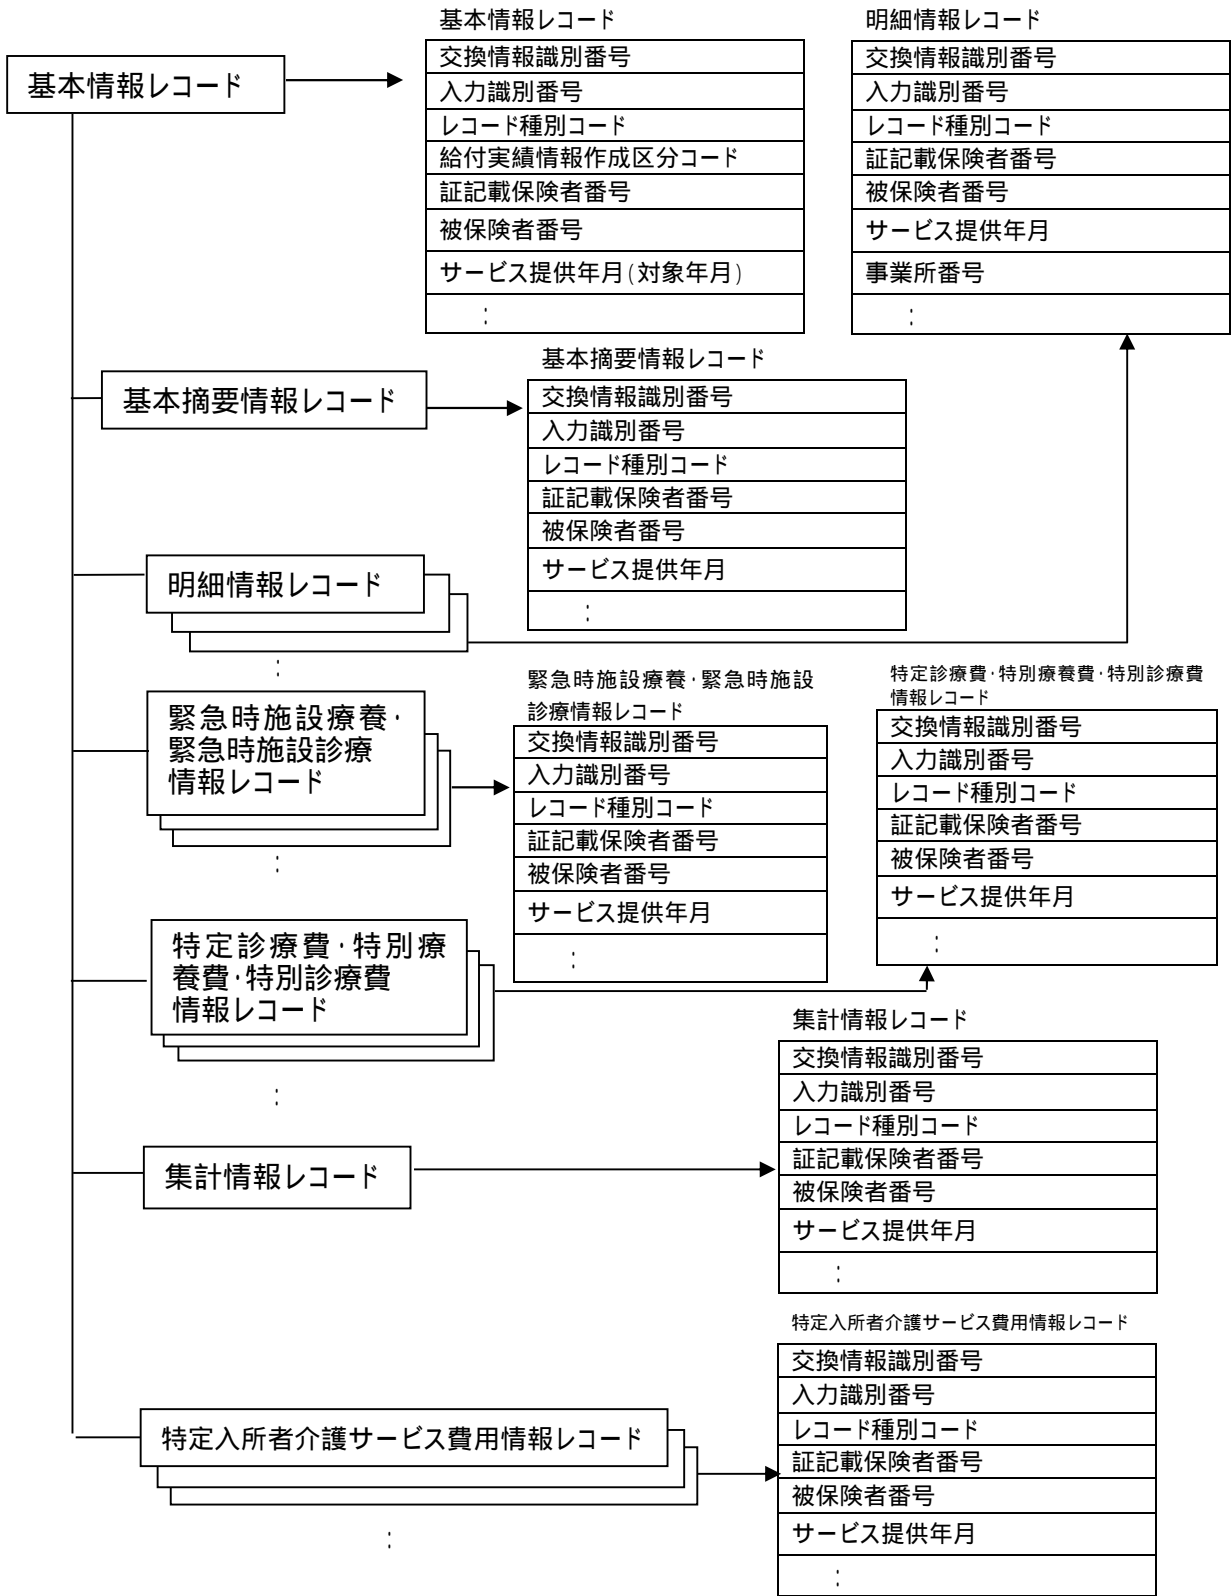 基本情報レコード
基本情報レコード
交換情報識別番号
入力識別番号
レコード種別コード
給付実績情報作成区分コード
証記載保険者番号
被保険者番号
サービス提供年月(対象年月)
:
明細情報レコード
交換情報識別番号
入力識別番号
レコード種別コード
証記載保険者番号
被保険者番号
サービス提供年月
事業所番号
:
基本摘要情報レコード
基本摘要情報レコード
交換情報識別番号
入力識別番号
レコード種別コード
証記載保険者番号
被保険者番号
サービス提供年月
:
明細情報レコード
:
緊急時施設療養・
緊急時施設診療
情報レコード
:
緊急時施設療養・緊急時施設
診療情報レコード
交換情報識別番号
入力識別番号
レコード種別コード
証記載保険者番号
被保険者番号
サービス提供年月
:
特定診療費・特別療養費・特別診療費
情報レコード
交換情報識別番号
入力識別番号
レコード種別コード
証記載保険者番号
被保険者番号
サービス提供年月
:
特定診療費・特別療
養費・特別診療費
情報レコード
:
集計情報レコード
集計情報レコード
交換情報識別番号
入力識別番号
レコード種別コード
証記載保険者番号
被保険者番号
サービス提供年月
:
特定入所者介護サービス費用情報レコード
:
特定入所者介護サービス費用情報レコード
交換情報識別番号
入力識別番号
レコード種別コード
証記載保険者番号
被保険者番号
サービス提供年月
: